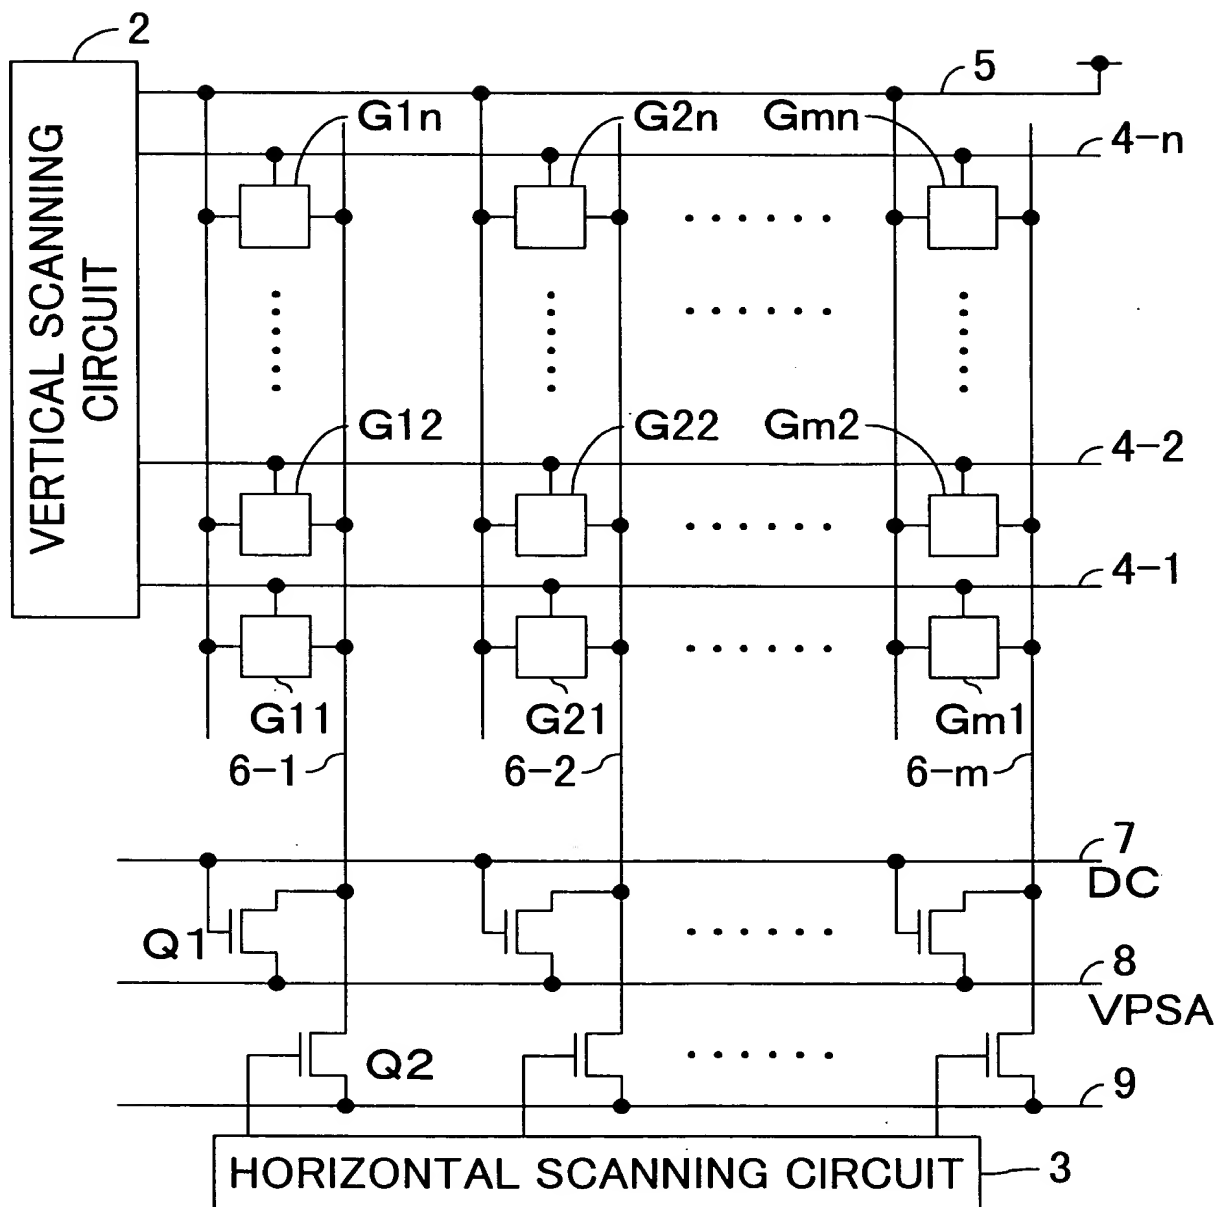 2
5
G1n
G2n
Gmn
4-n
VERTICAL SCANNING
CIRCUIT
G12
G22
Gm2
4-2
4-1
G11
G21
Gm1
6-1
6-2
6-m
7
DC
Q1
8
VPSA
Q2
9
HORIZONTAL SCANNING CIRCUIT
3